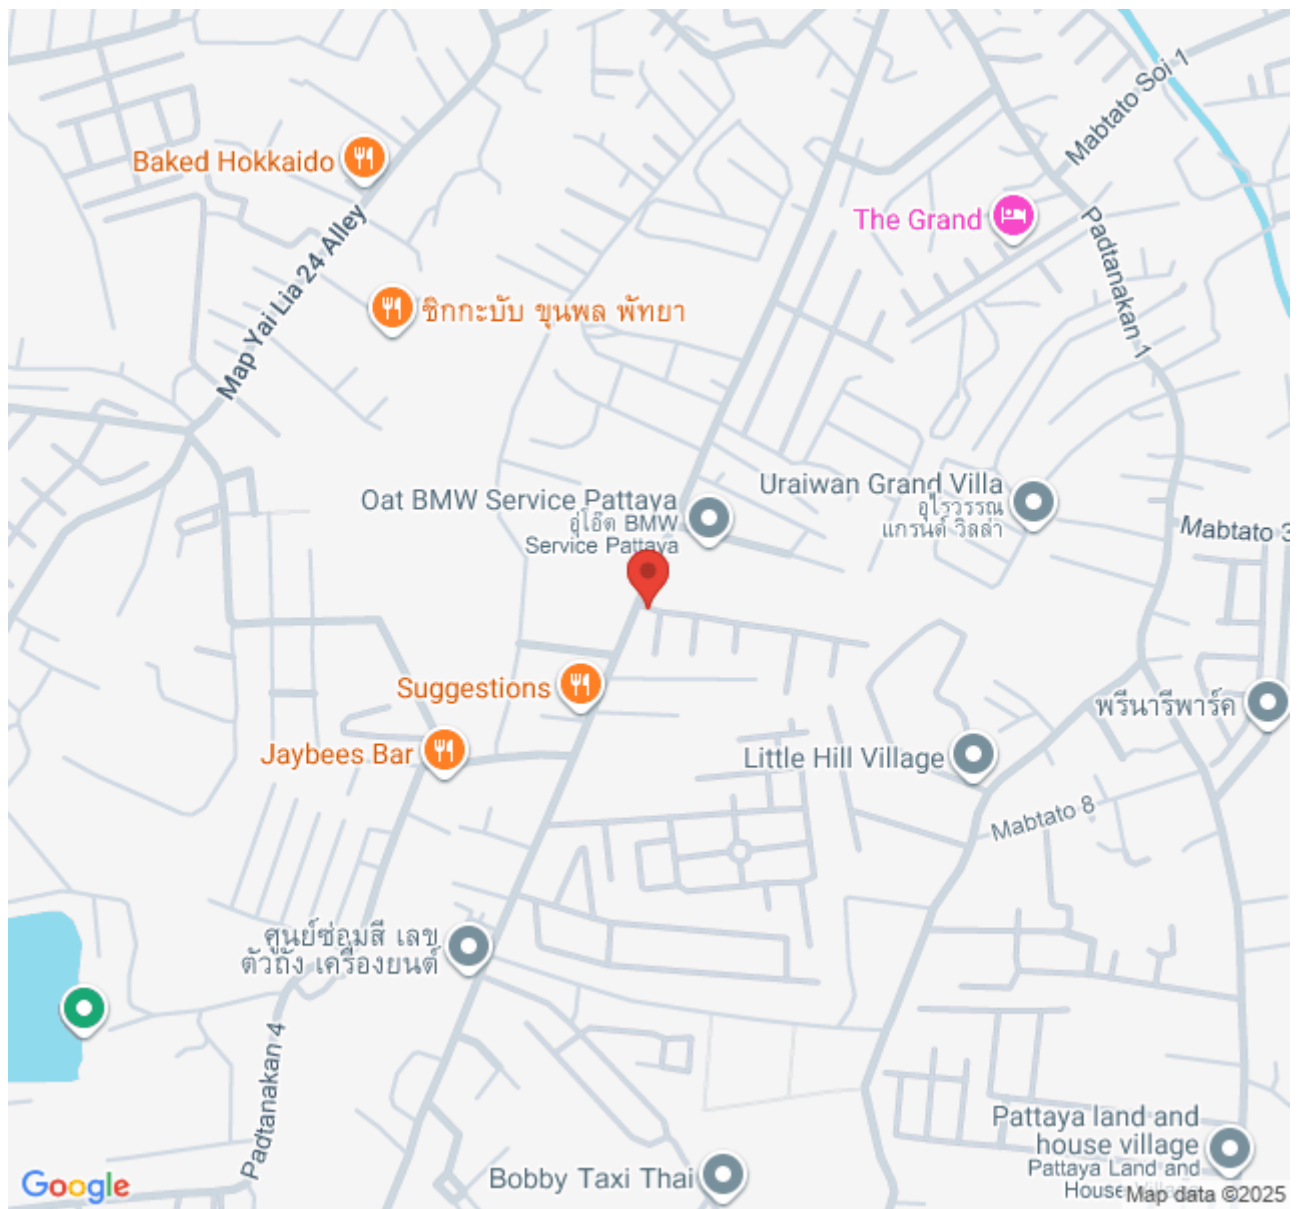 Mabtato Soi 1
Baked Hokkaido
The Grand
Map Yai Lia 24 Alley
Padtanakan 1
ชิกกะบับ ขุนพล พัทยา
Oat BMW Service Pattaya
อู่โอ๊ต BMW
Service Pattaya
Uraiwan Grand Villa
อุไรวรรณ
แกรนด์ วิลล่า
Mabtato 3
Suggestions
พรีนารีพาร์ค
Jaybees Bar
Little Hill Village
Mabtato 8
ศูนย์ซ่อมสี เลข
ตัวถัง เครื่องยนต์
Padtanakan 4
Pattaya land and
house village
Pattaya Land and
House
Bobby Taxi Thai
Google
Map data ©2025